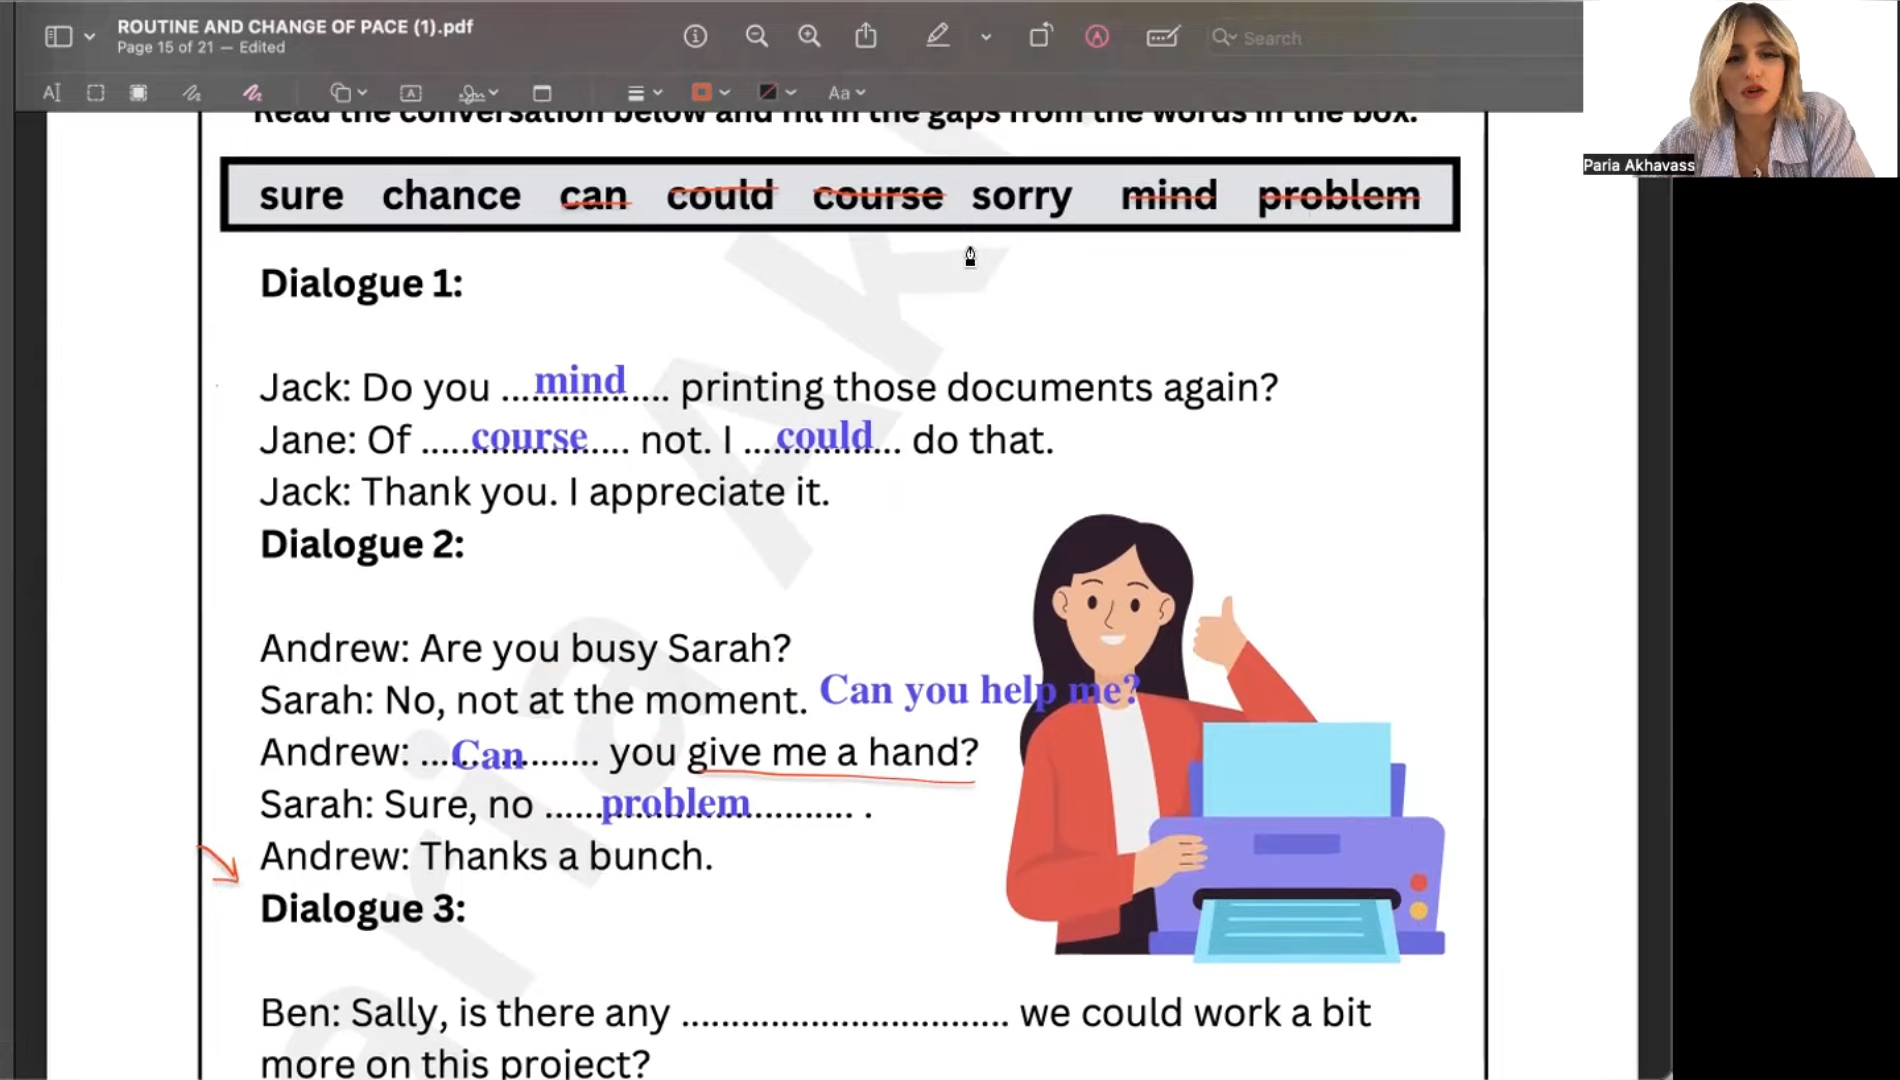 ROUTINE AND CHANGE OF PACE (1).pdf
Page 15 of 21 — Edited
Search
Aa
Paria Akhavass
Read the conversation below and fill in the gaps from the words in the box.
sure chance can could course sorry mind problem
Dialogue 1:
Jack: Do you ...mind... printing those documents again?
Jane: Of ...course... not. I ...could... do that.
Jack: Thank you. I appreciate it.
Dialogue 2:
Andrew: Are you busy Sarah?
Sarah: No, not at the moment. Can you help me?
Andrew: ...Can... you give me a hand?
Sarah: Sure, no ...problem... .
Andrew: Thanks a bunch.
Dialogue 3:
Ben: Sally, is there any ................................. we could work a bit
more on this project?